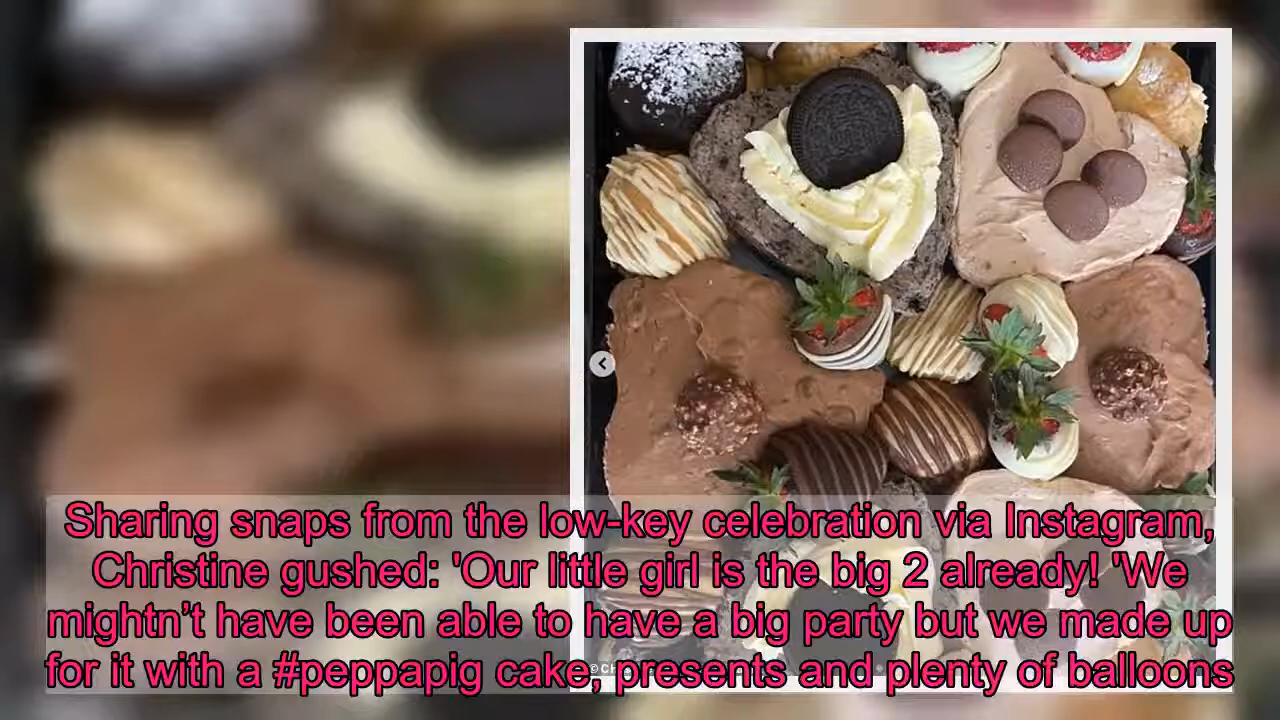 Sharing snaps from the low-key celebration via Instagram,
Christine gushed: 'Our little girl is the big 2 already! 'We
mightn’t have been able to have a big party but we made up
for it with a #peppapig cake, presents and plenty of balloons